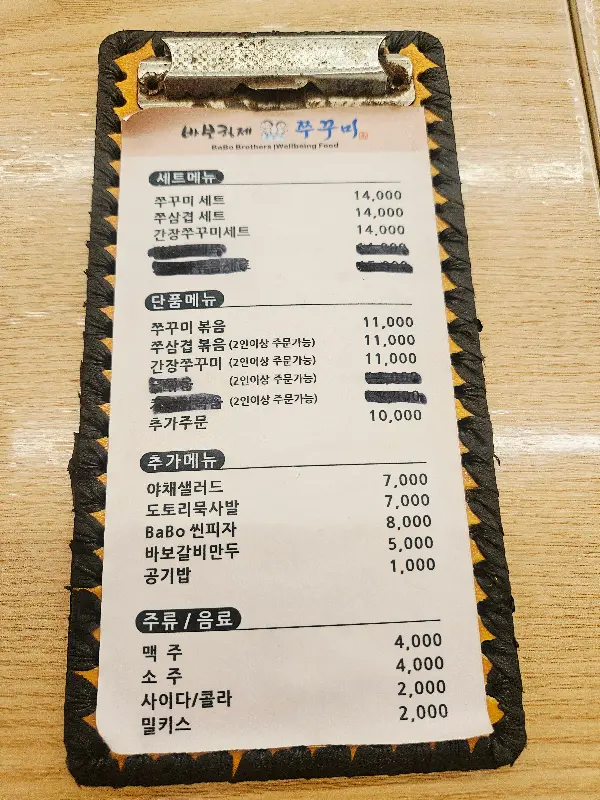 바보형제 쭈꾸미
BaBo Brothers |Wellbeing Food
세트메뉴
쭈꾸미 세트 14,000
쭈삼겹 세트 14,000
간장쭈꾸미세트 14,000
단품메뉴
쭈꾸미 볶음 11,000
쭈삼겹 볶음 (2인이상 주문가능) 11,000
간장쭈꾸미 (2인이상 주문가능) 11,000
(2인이상 주문가능)
(2인이상 주문가능)
추가주문 10,000
추가메뉴
야채샐러드 7,000
도토리묵사발 7,000
BaBo 씬피자 8,000
바보갈비만두 5,000
공기밥 1,000
주류 / 음료
맥 주 4,000
소 주 4,000
사이다/콜라 2,000
밀키스 2,000